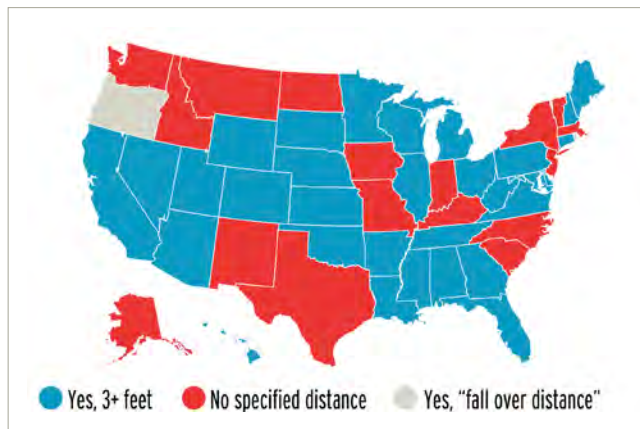 Yes, 3+ feet No specified distance Yes, "fall over distance"